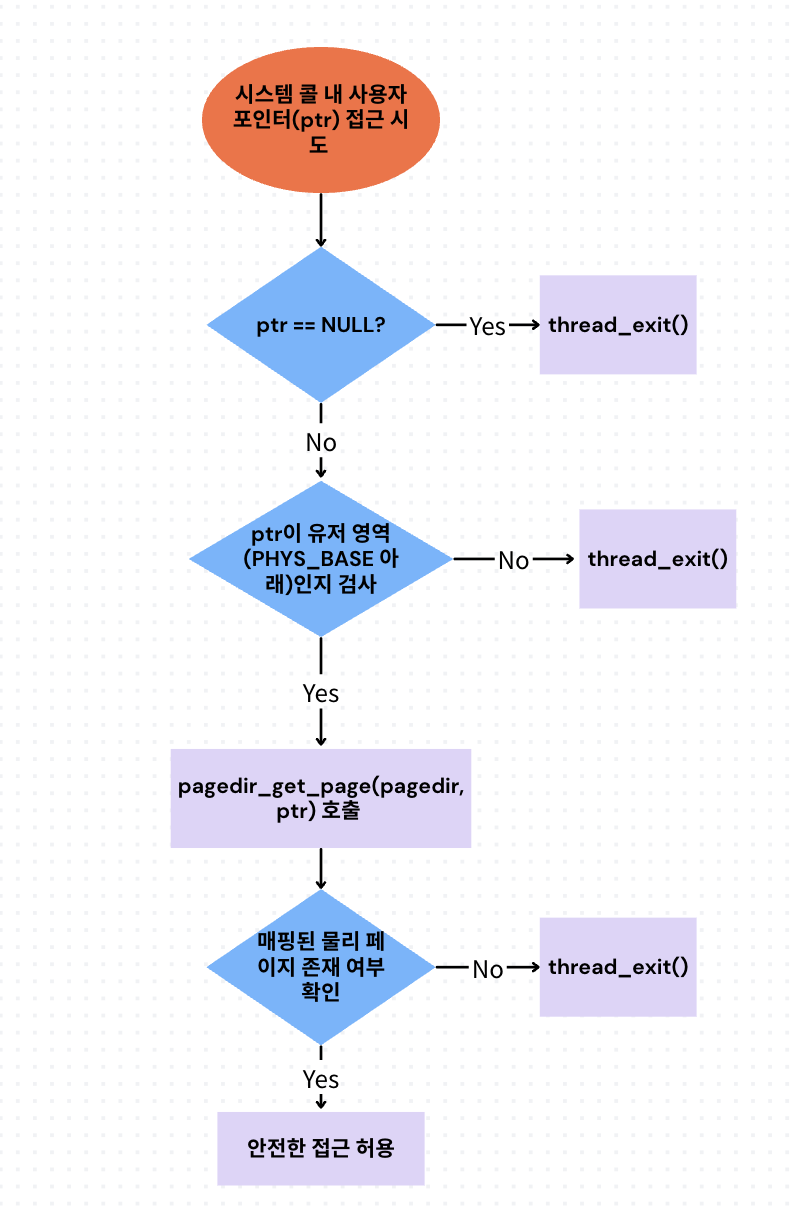 시스템 콜 내 사용자
포인터(ptr) 접근 시
도
ptr == NULL?
Yes
thread_exit()
No
ptr이 유저 영역
(PHYS_BASE 아
래)인지 검사
No
thread_exit()
Yes
pagedir_get_page(pagedir,
ptr) 호출
매핑된 물리 페
이지 존재 여부
확인
No
thread_exit()
Yes
안전한 접근 허용